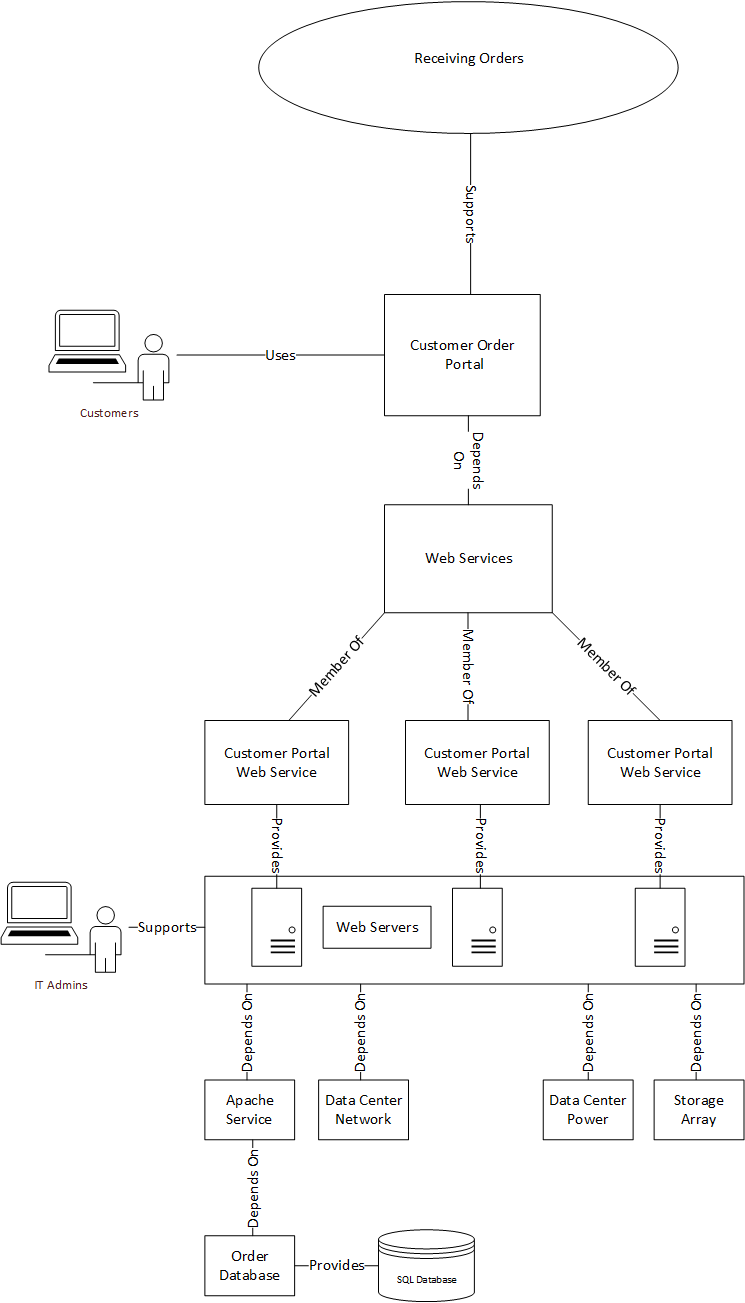 Receiving Orders
Supports
Customer Order
Portal
Uses
Customers
Depends
On
Web Services
Member Of
Member Of
Member Of
Customer Portal
Web Service
Customer Portal
Web Service
Customer Portal
Web Service
Provides
Provides
Provides
Web Servers
Supports
IT Admins
Depends On
Depends On
Depends On
Depends On
Apache
Service
Data Center
Network
Data Center
Power
Storage
Array
Depends On
Order
Database
Provides
SQL Database